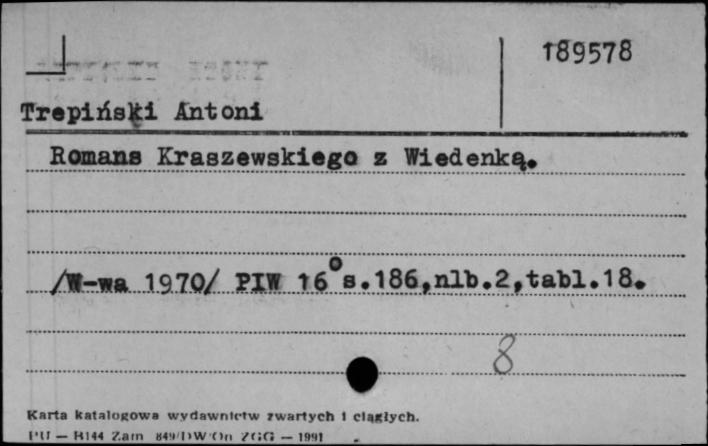 189578
Trepiński Antoni
Romans Kraszewskiego z Wiedenką.
/W-wa 1970/ PIW 16° s.186,nlb.2,tabl.18.
8
Karta katalogowa wydawnictw zwartych i ciągłych.
PU — H144 Zam 849/DW/On ZGG — 1991